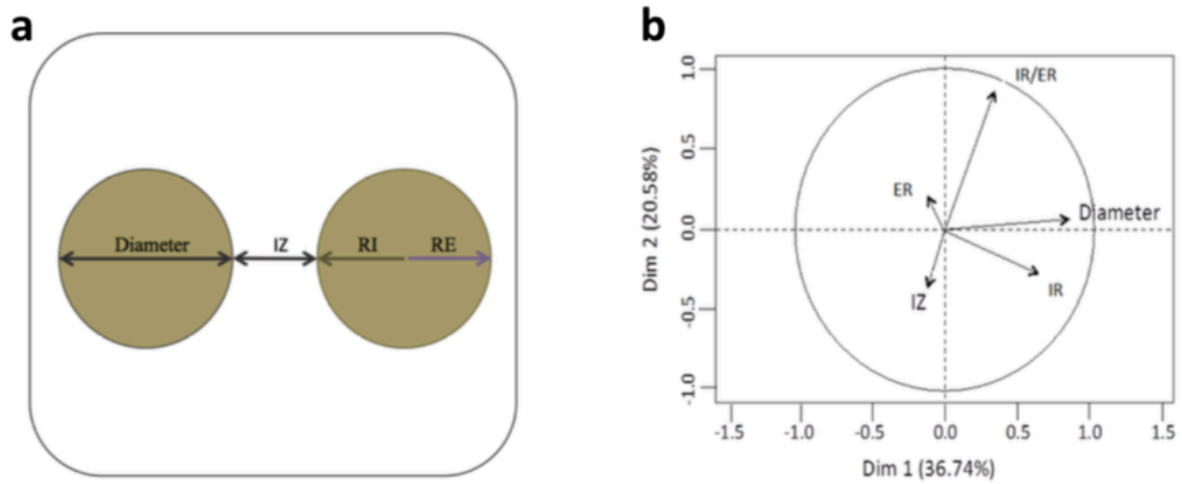 a
Diameter
IZ
RI
RE
b
Dim 2 (20.58%)
1.0
0.5
0.0
-0.5
-1.0
IR/ER
ER
Diameter
IR
IZ
-1.5
-1.0
-0.5
0.0
0.5
1.0
1.5
Dim 1 (36.74%)